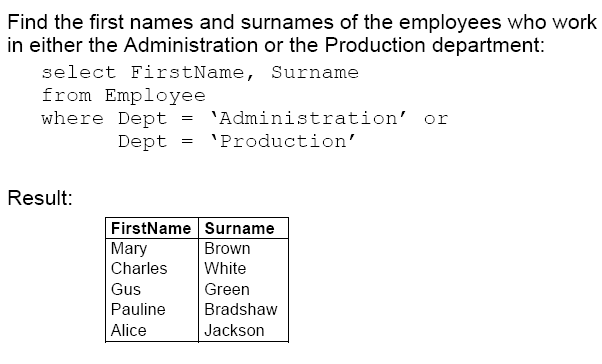 Find the first names and surnames of the employees who work
in either the Administration or the Production department:
select FirstName, Surname
from Employee
where Dept = ‘Administration’ or
Dept = ‘Production’
Result:
FirstName Surname
Mary Brown
Charles White
Gus Green
Pauline Bradshaw
Alice Jackson